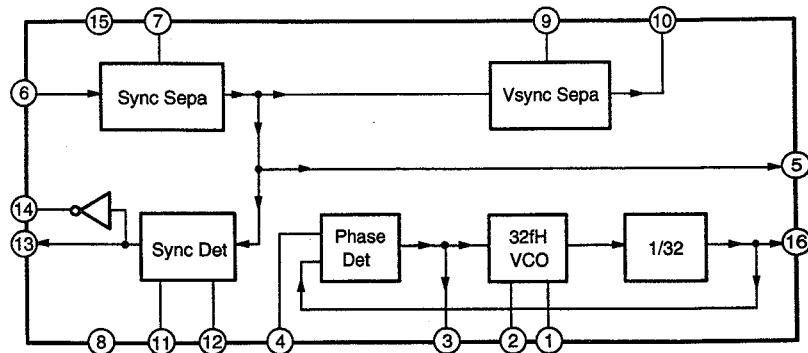 15 7 9 10
6 Sync Sepa Vsync Sepa
5
14
13 Sync Det Phase Det 32fH VCO 1/32 16
8 11 12 4 3 2 1